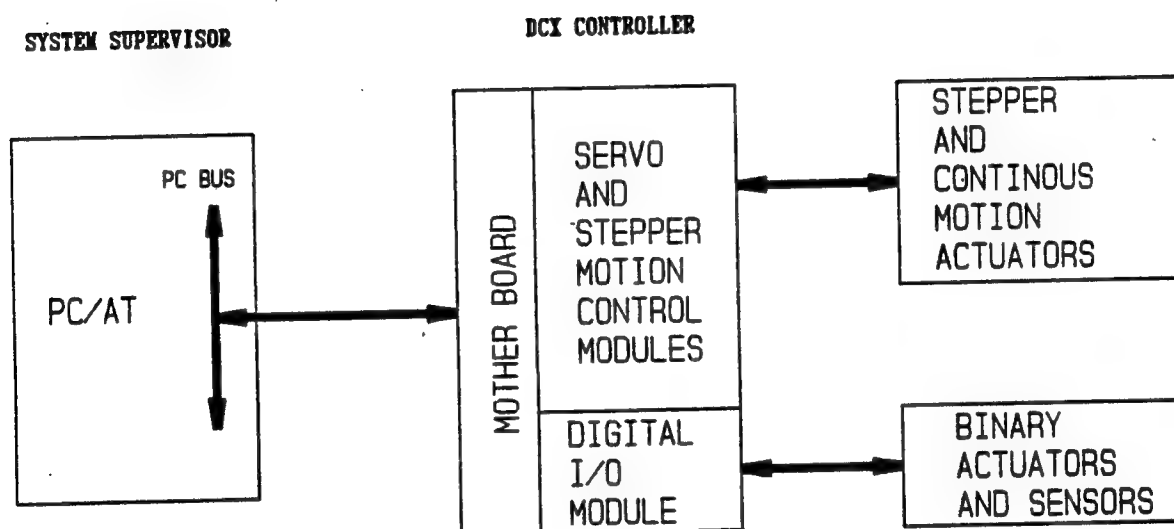 SYSTEM SUPERVISOR
DCX CONTROLLER
PC BUS
PC/AT
MOTHER BOARD
SERVO
AND
STEPPER
MOTION
CONTROL
MODULES
DIGITAL
I/O
MODULE
STEPPER
AND
CONTINOUS
MOTION
ACTUATORS
BINARY
ACTUATORS
AND SENSORS